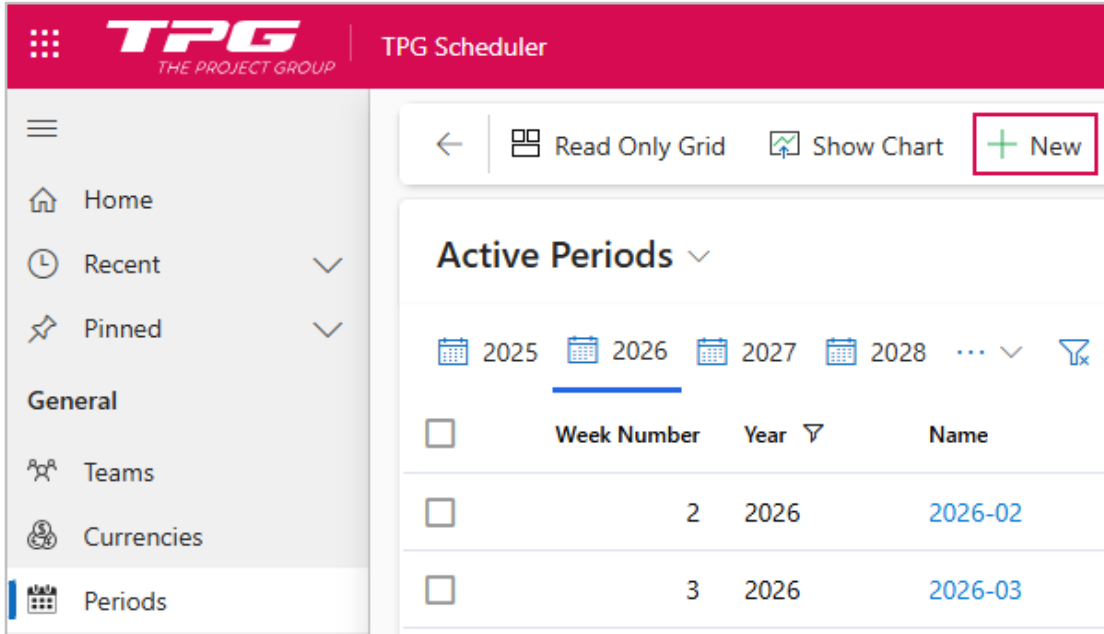 TPG
THE PROJECT GROUP
TPG Scheduler
Read Only Grid Show Chart New
Home
Recent
Pinned
General
Teams
Currencies
Periods
Active Periods
2025 2026 2027 2028 ...
Week Number Year Name
2 2026 2026-02
3 2026 2026-03